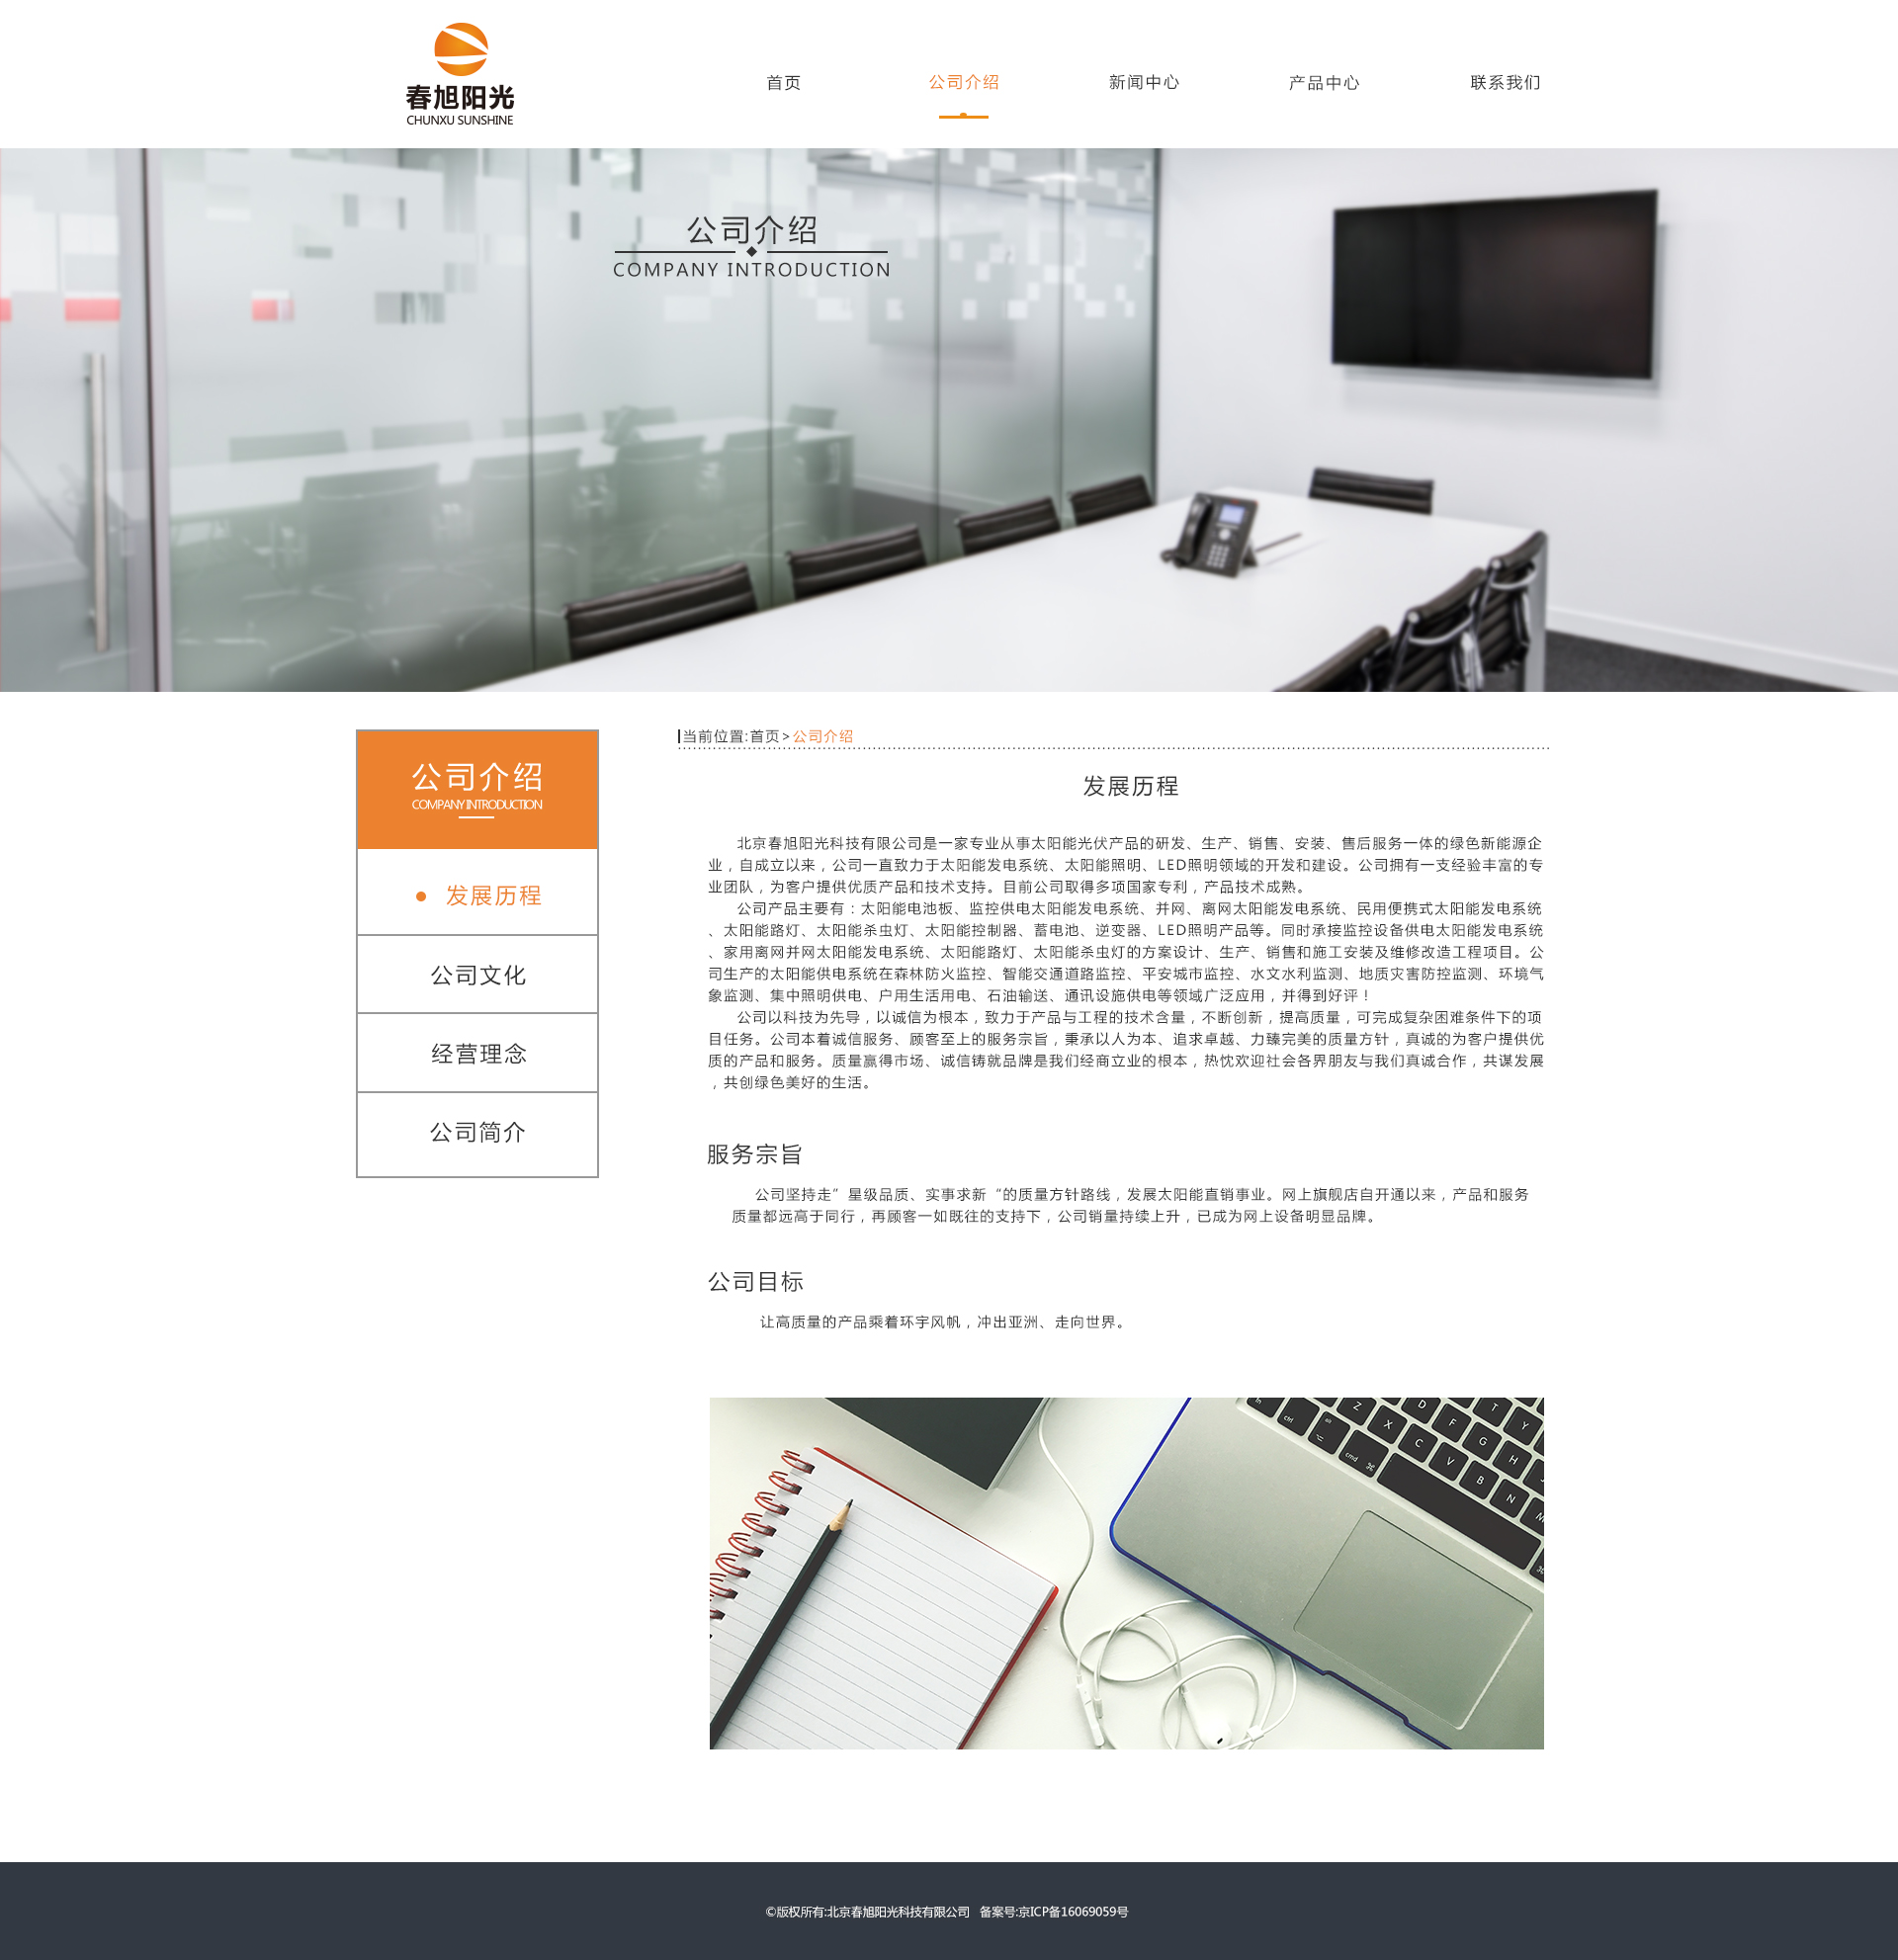 春旭阳光
CHUNXU SUNSHINE
首页
公司介绍
新闻中心
产品中心
联系我们
公司介绍
COMPANY INTRODUCTION
公司介绍
COMPANY INTRODUCTION
发展历程
公司文化
经营理念
公司简介
当前位置:首页>公司介绍
发展历程
北京春旭阳光科技有限公司是一家专业从事太阳能光伏产品的研发、生产、销售、安装、售后服务一体的绿色新能源企
业，自成立以来，公司一直致力于太阳能发电系统、太阳能照明、LED照明领域的开发和建设。公司拥有一支经验丰富的专
业团队，为客户提供优质产品和技术支持。目前公司取得多项国家专利，产品技术成熟。
公司产品主要有：太阳能电池板、监控供电太阳能发电系统、并网、离网太阳能发电系统、民用便携式太阳能发电系统
、太阳能路灯、太阳能杀虫灯、太阳能控制器、蓄电池、逆变器、LED照明产品等。同时承接监控设备供电太阳能发电系统
、家用离网并网太阳能发电系统、太阳能路灯、太阳能杀虫灯的方案设计、生产、销售和施工安装及维修改造工程项目。公
司生产的太阳能供电系统在森林防火监控、智能交通道路监控、平安城市监控、水文水利监测、地质灾害防控监测、环境气
象监测、集中照明供电、户用生活用电、石油输送、通讯设施供电等领域广泛应用，并得到好评！
公司以科技为先导，以诚信为根本，致力于产品与工程的技术含量，不断创新，提高质量，可完成复杂困难条件下的项
目任务。公司本着诚信服务、顾客至上的服务宗旨，秉承以人为本、追求卓越、力臻完美的质量方针，真诚的为客户提供优
质的产品和服务。质量赢得市场、诚信铸就品牌是我们经商立业的根本，热忱欢迎社会各界朋友与我们真诚合作，共谋发展
，共创绿色美好的生活。
服务宗旨
公司坚持走”星级品质、实事求新“的质量方针路线，发展太阳能直销事业。网上旗舰店自开通以来，产品和服务
质量都远高于同行，再顾客一如既往的支持下，公司销量持续上升，已成为网上设备明显品牌。
公司目标
让高质量的产品乘着环宇风帆，冲出亚洲、走向世界。
fn
ctrl
alt
cmd
Z
X
C
V
B
N
M
D
F
G
H
J
T
Y
©版权所有:北京春旭阳光科技有限公司 备案号:京ICP备16069059号